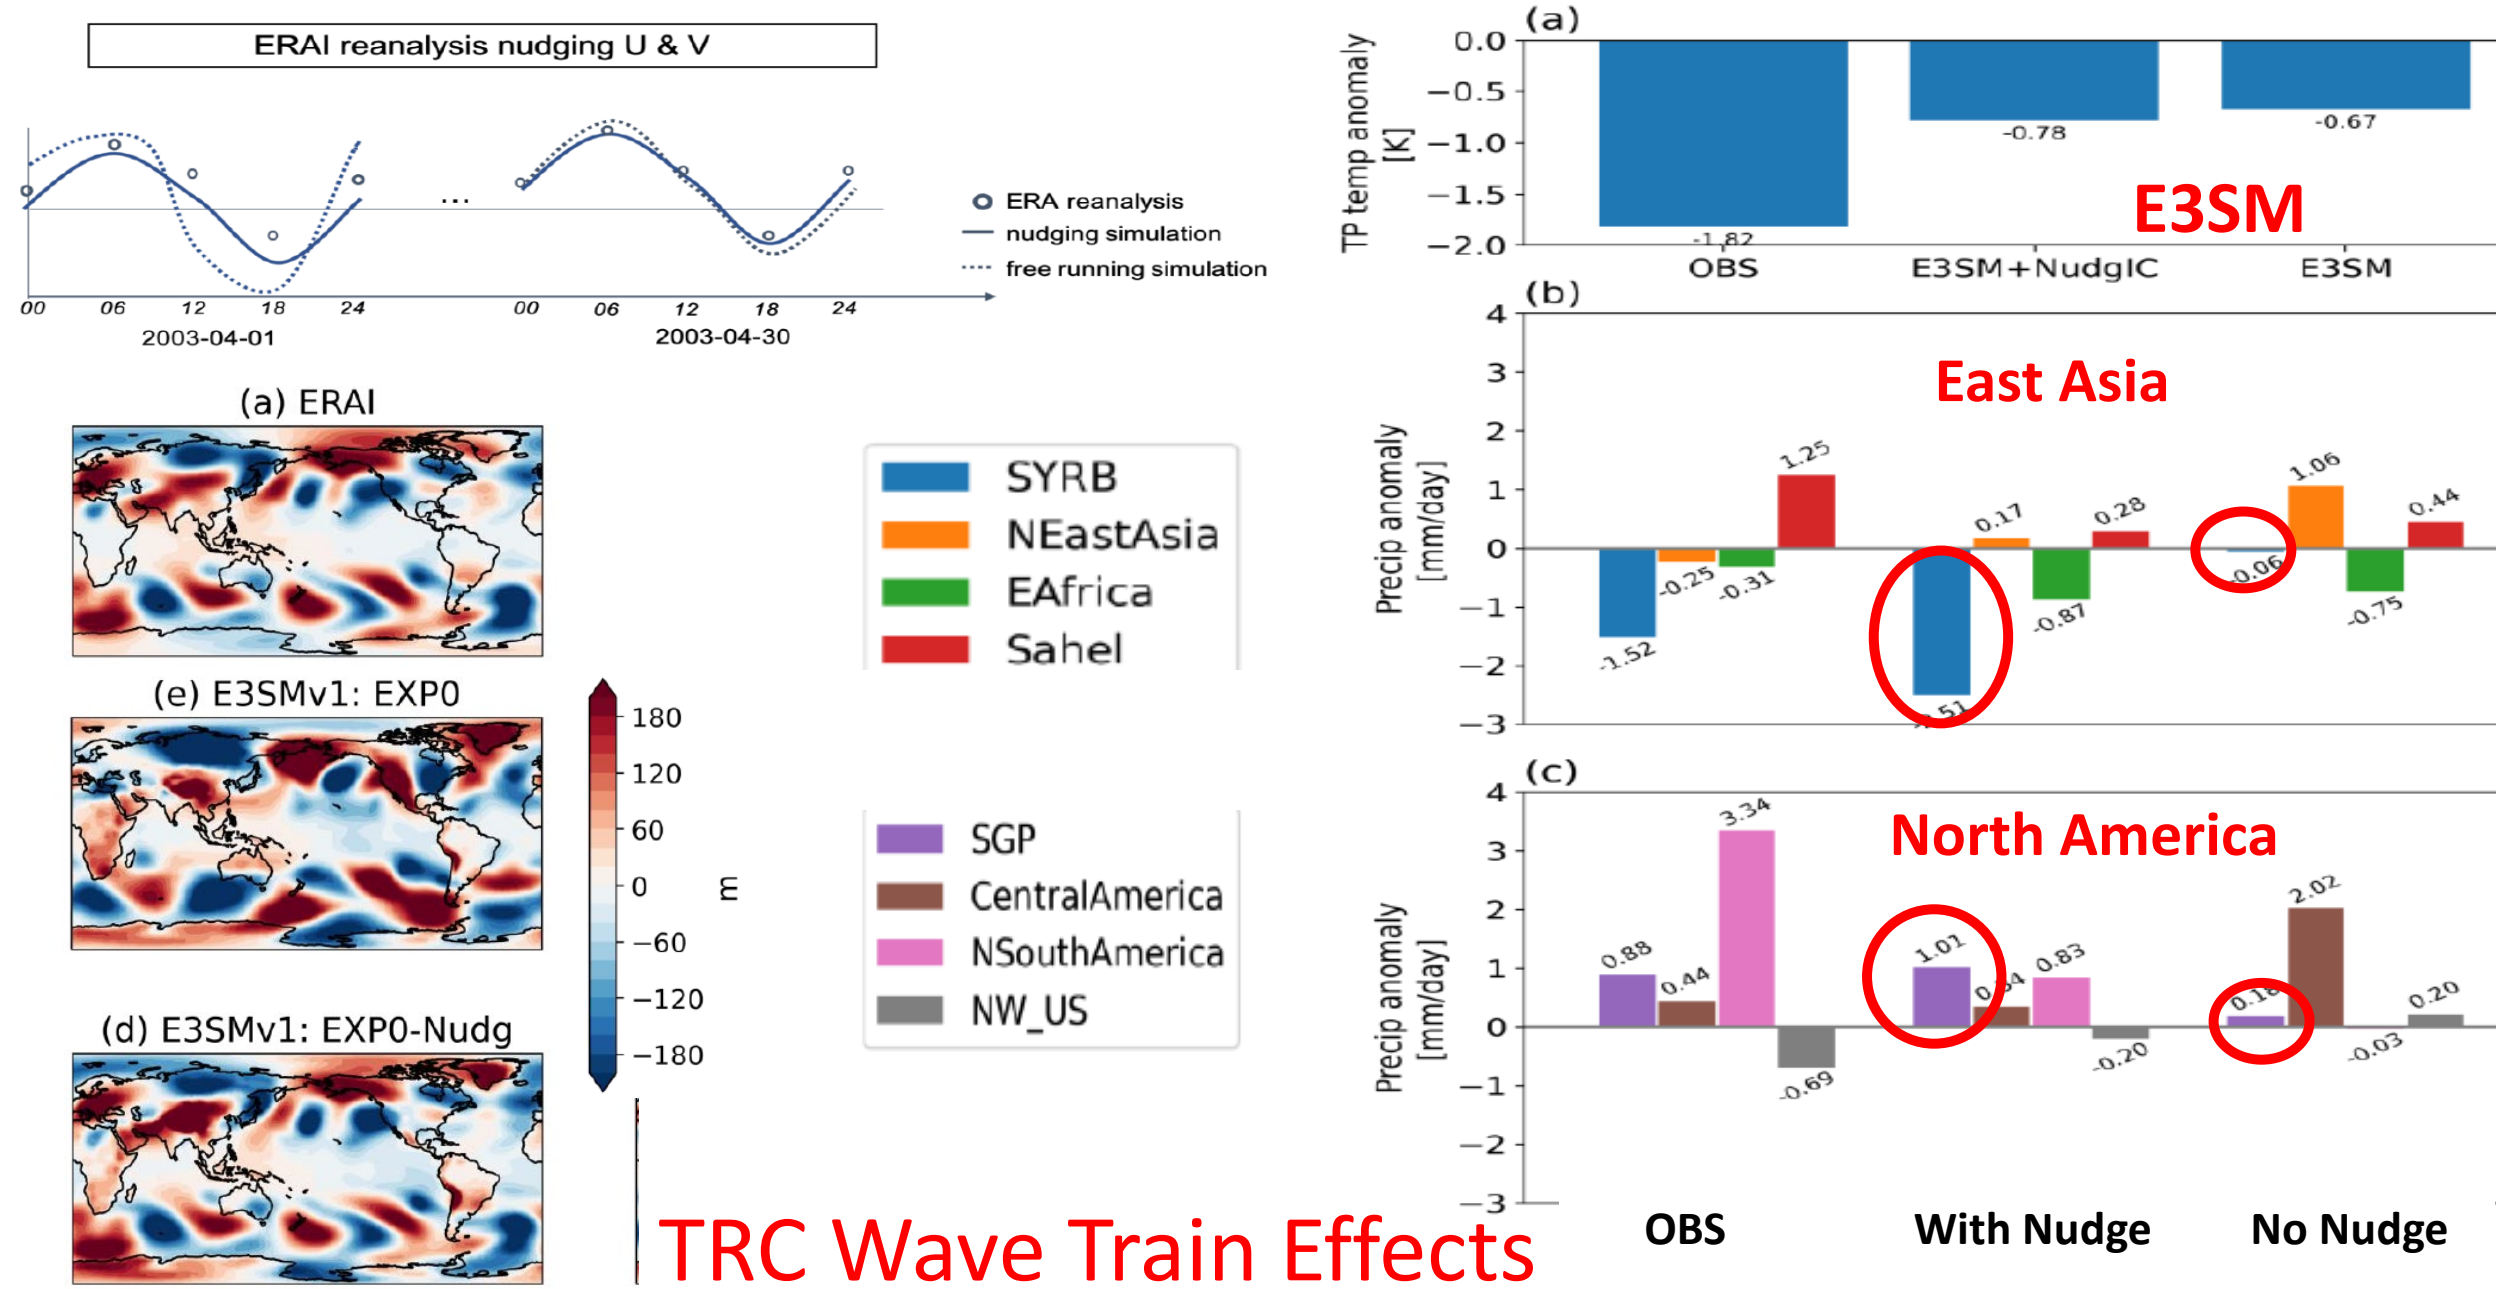 ERAI reanalysis nudging U & V
ERA reanalysis
nudging simulation
free running simulation
...
00 06 12 18 24
2003-04-01
00 06 12 18 24
2003-04-30
(a) ERAI
(e) E3SMv1: EXP0
(d) E3SMv1: EXP0-Nudg
180
120
60
0
−60
−120
−180
m
SYRB
NEastAsia
EAfrica
Sahel
SGP
CentralAmerica
NSouthAmerica
NW_US
TRC Wave Train Effects
(a)
TP temp anomaly
[K]
0.0
−0.5
−1.0
−1.5
−2.0
-1.82
-0.78
-0.67
E3SM
OBS E3SM+NudgIC E3SM
(b)
East Asia
Precip anomaly
[mm/day]
4
3
2
1
0
−1
−2
−3
-1.52
-0.25
-0.31
1.25
0.17
-0.87
0.28
-0.06
1.06
-0.75
0.44
(c)
North America
Precip anomaly
[mm/day]
4
3
2
1
0
−1
−2
−3
0.88
0.44
3.34
-0.69
1.01
0.83
-0.20
0.18
2.02
-0.03
0.20
OBS With Nudge No Nudge